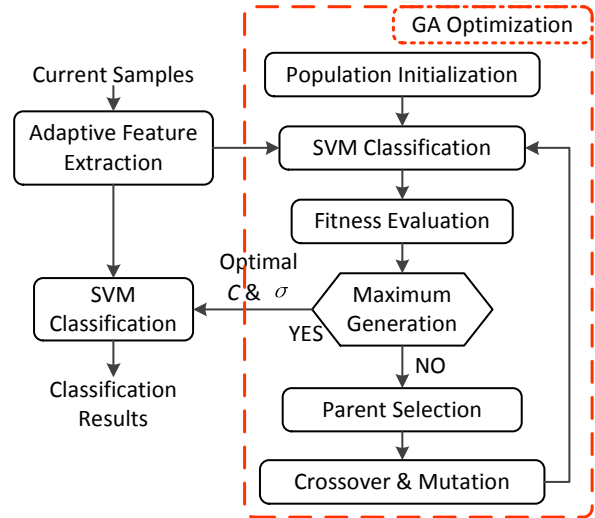 GA Optimization
Current Samples
Population Initialization
Adaptive Feature
Extraction
SVM Classification
Fitness Evaluation
Optimal
C & σ
YES
Maximum
Generation
SVM
Classification
NO
Classification
Results
Parent Selection
Crossover & Mutation